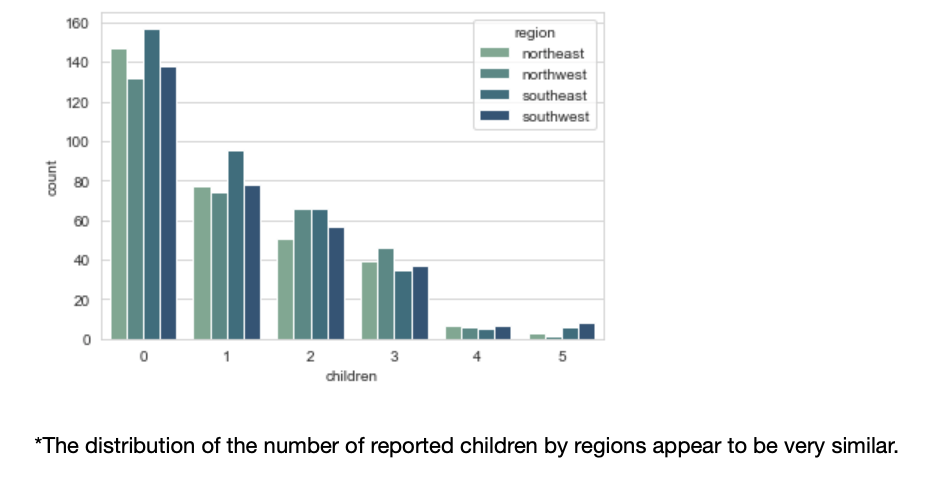 160
140
120
100
80
60
40
20
0
count
region
northeast
northwest
southeast
southwest
0 1 2 3 4 5
children
*The distribution of the number of reported children by regions appear to be very similar.